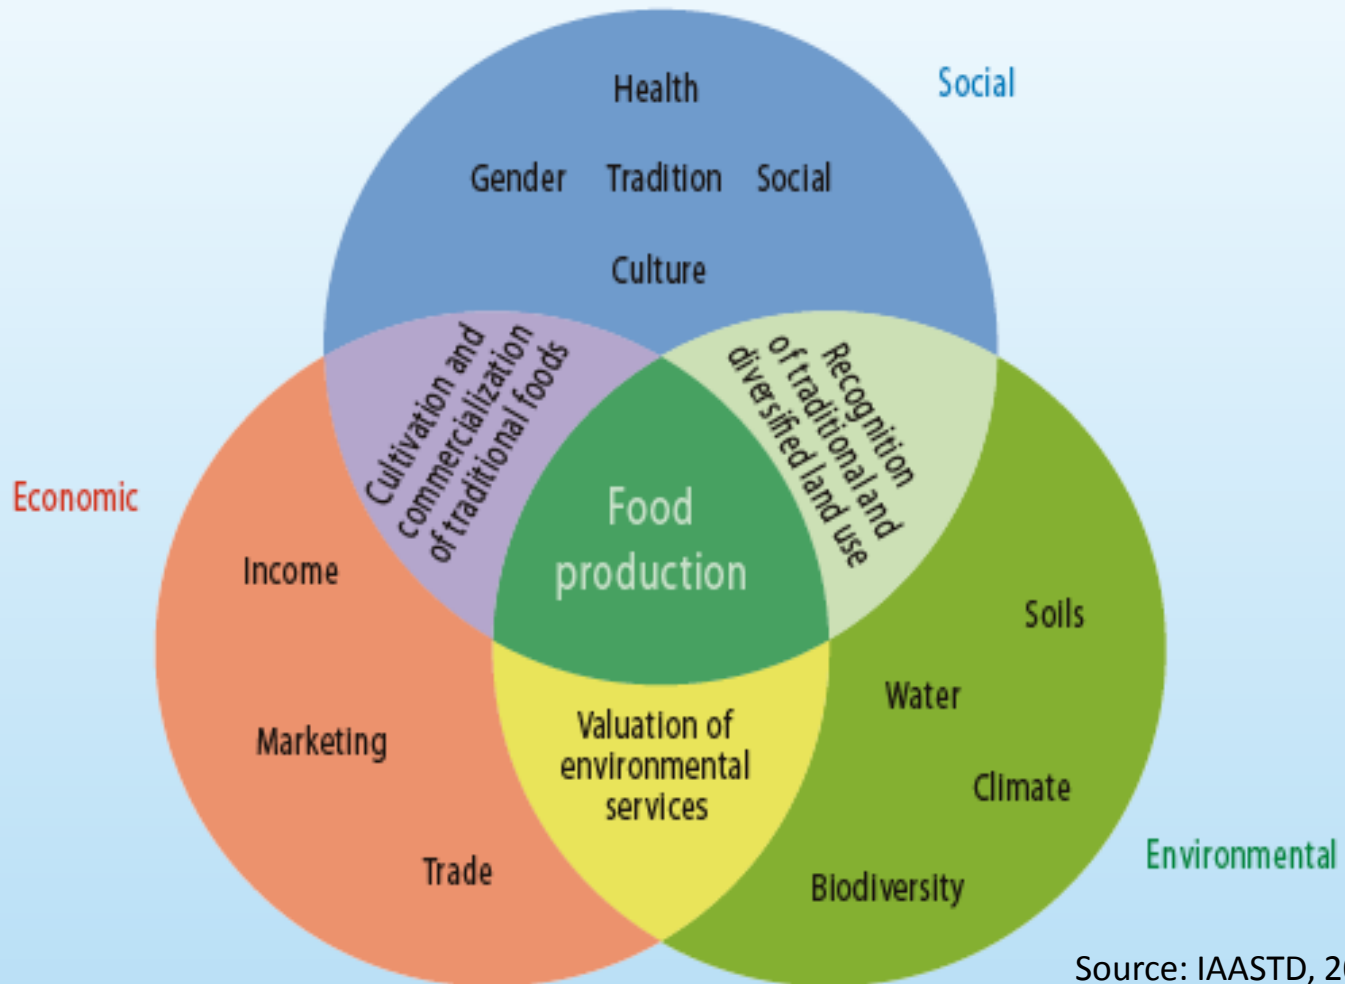 Social
Health
Gender Tradition Social
Culture
Cultivation and
commercialization
of traditional foods
Recognition
of traditional and
diversified land use
Economic
Food
production
Income
Soils
Water
Marketing
Valuation of
environmental
services
Climate
Trade
Environmental
Biodiversity
Source: IAASTD,